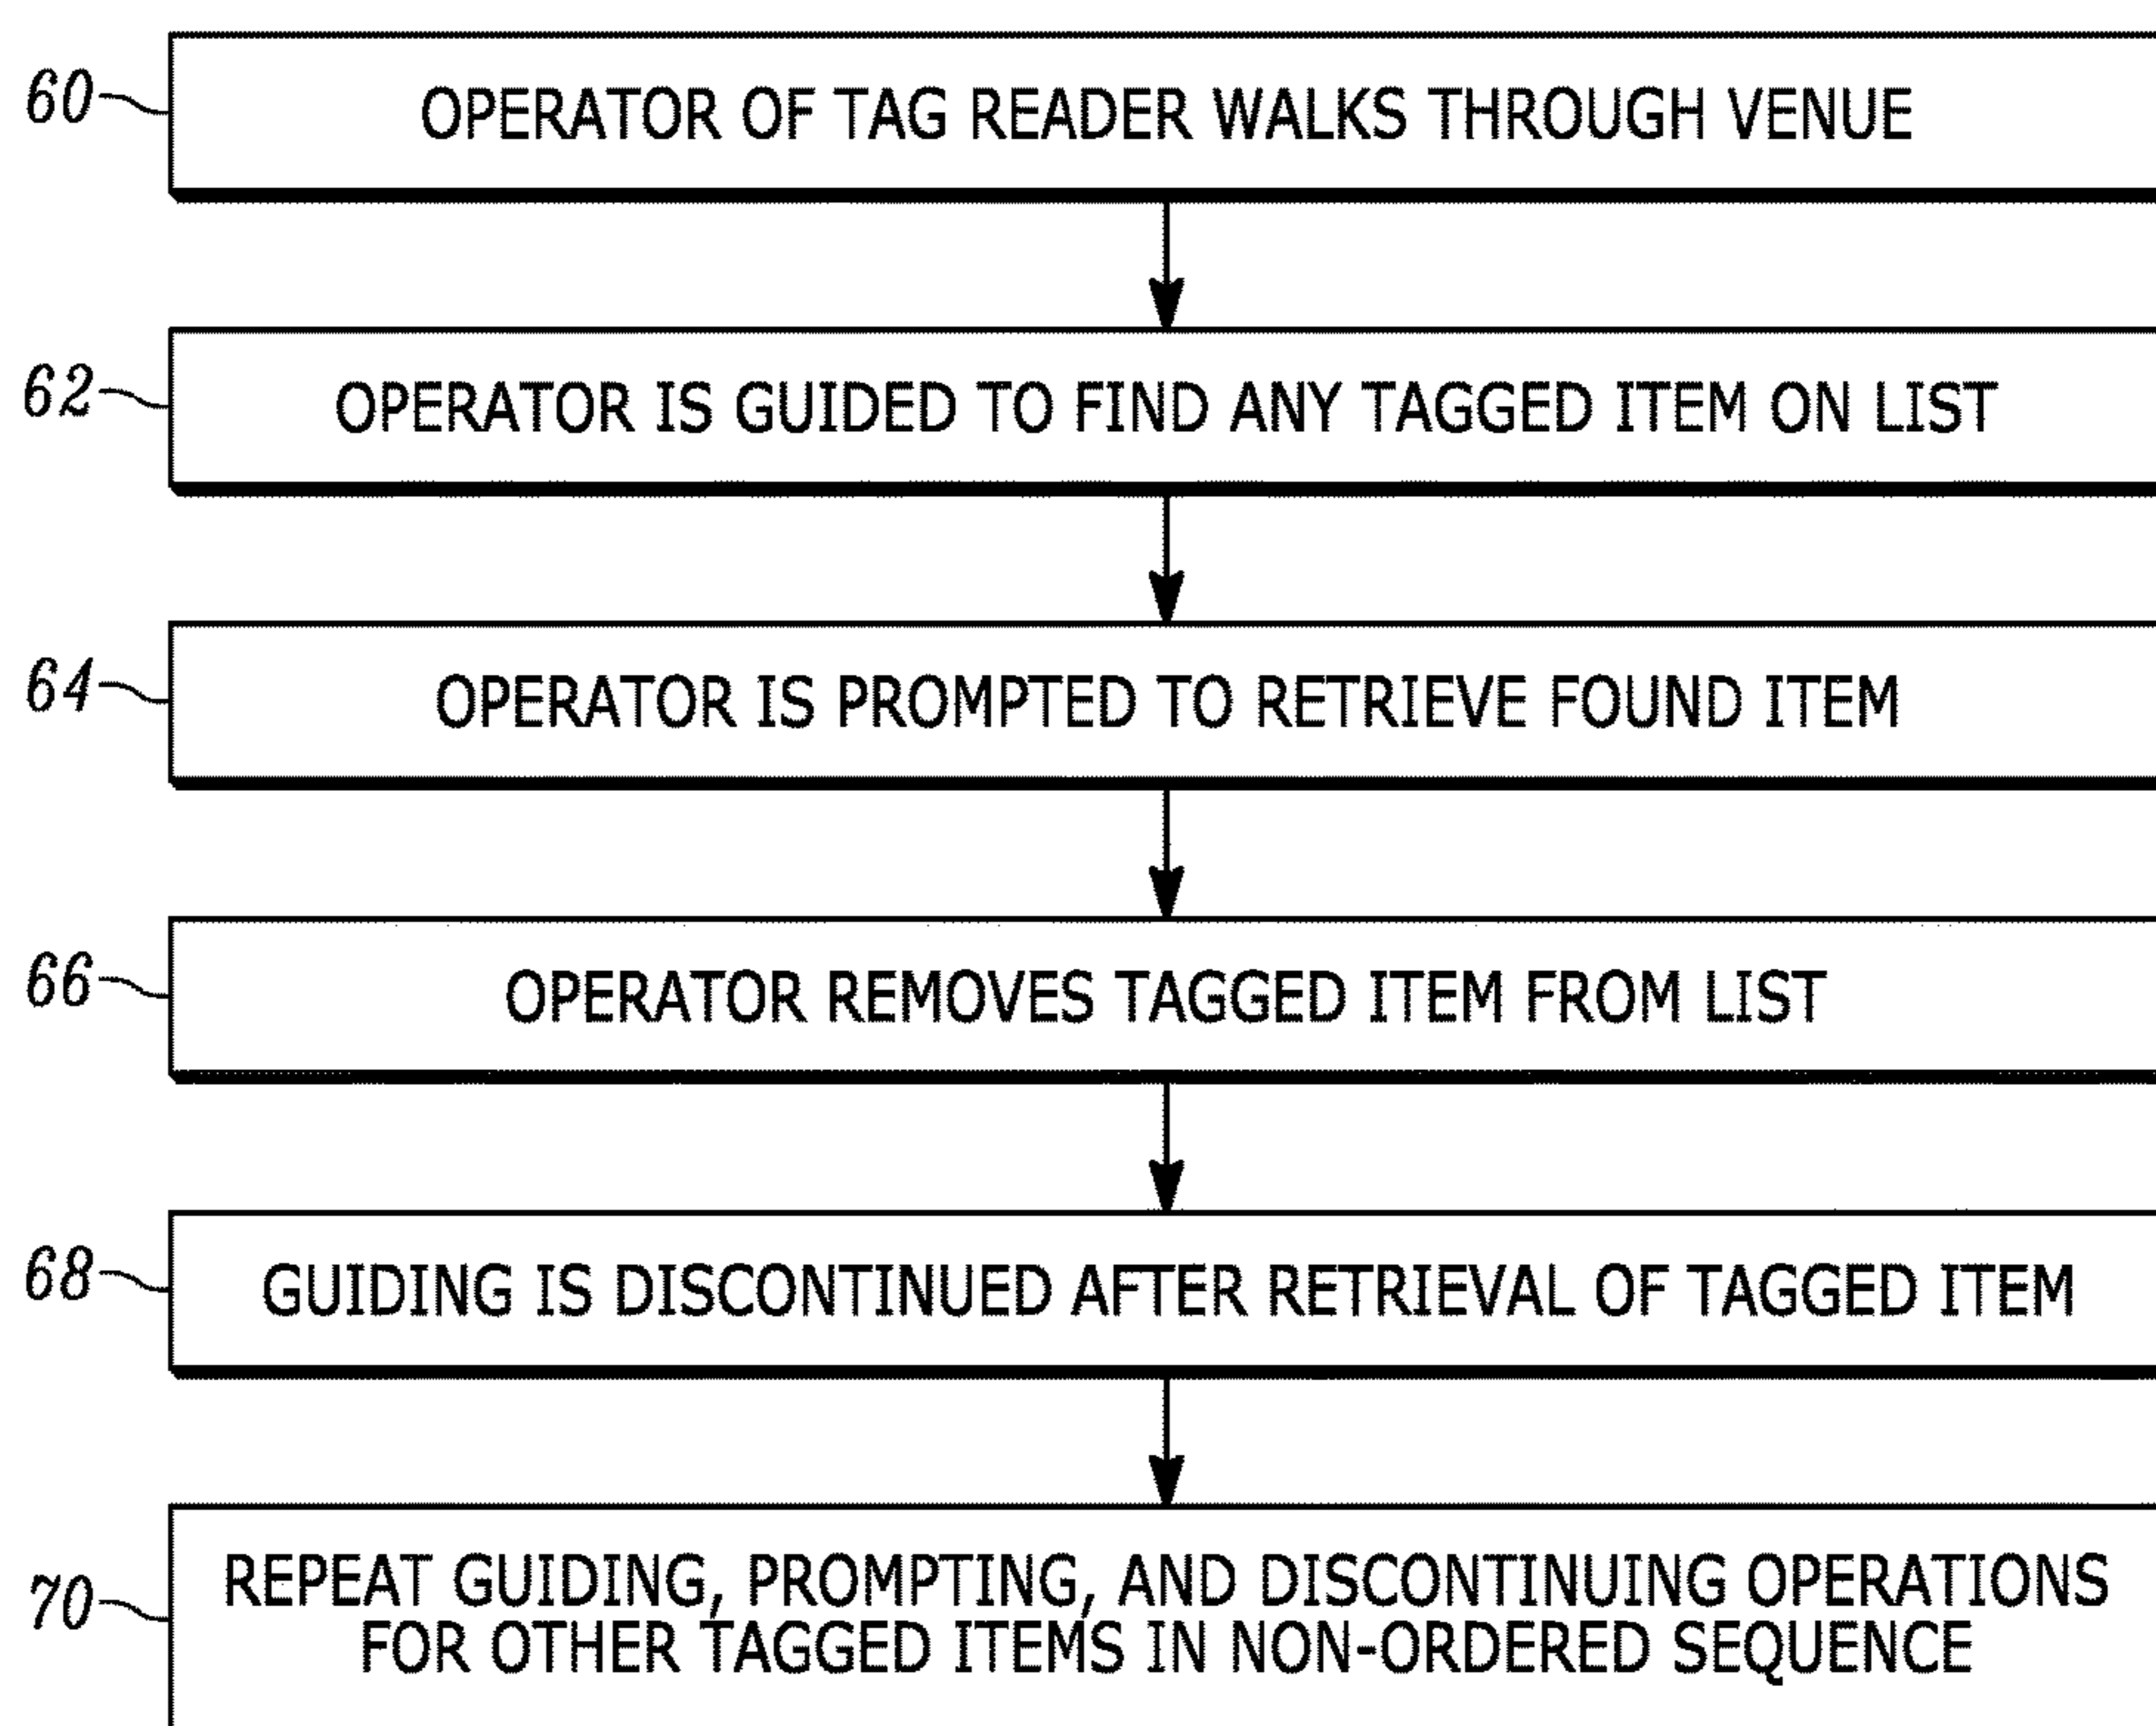 60 OPERATOR OF TAG READER WALKS THROUGH VENUE
62 OPERATOR IS GUIDED TO FIND ANY TAGGED ITEM ON LIST
64 OPERATOR IS PROMPTED TO RETRIEVE FOUND ITEM
66 OPERATOR REMOVES TAGGED ITEM FROM LIST
68 GUIDING IS DISCONTINUED AFTER RETRIEVAL OF TAGGED ITEM
70 REPEAT GUIDING, PROMPTING, AND DISCONTINUING OPERATIONS
FOR OTHER TAGGED ITEMS IN NON-ORDERED SEQUENCE